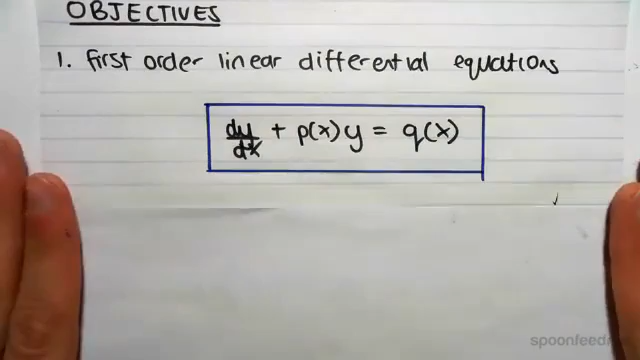 OBJECTIVES
1. First order linear differential equations
dy/dx + p(x)y = q(x)
spoonfeed